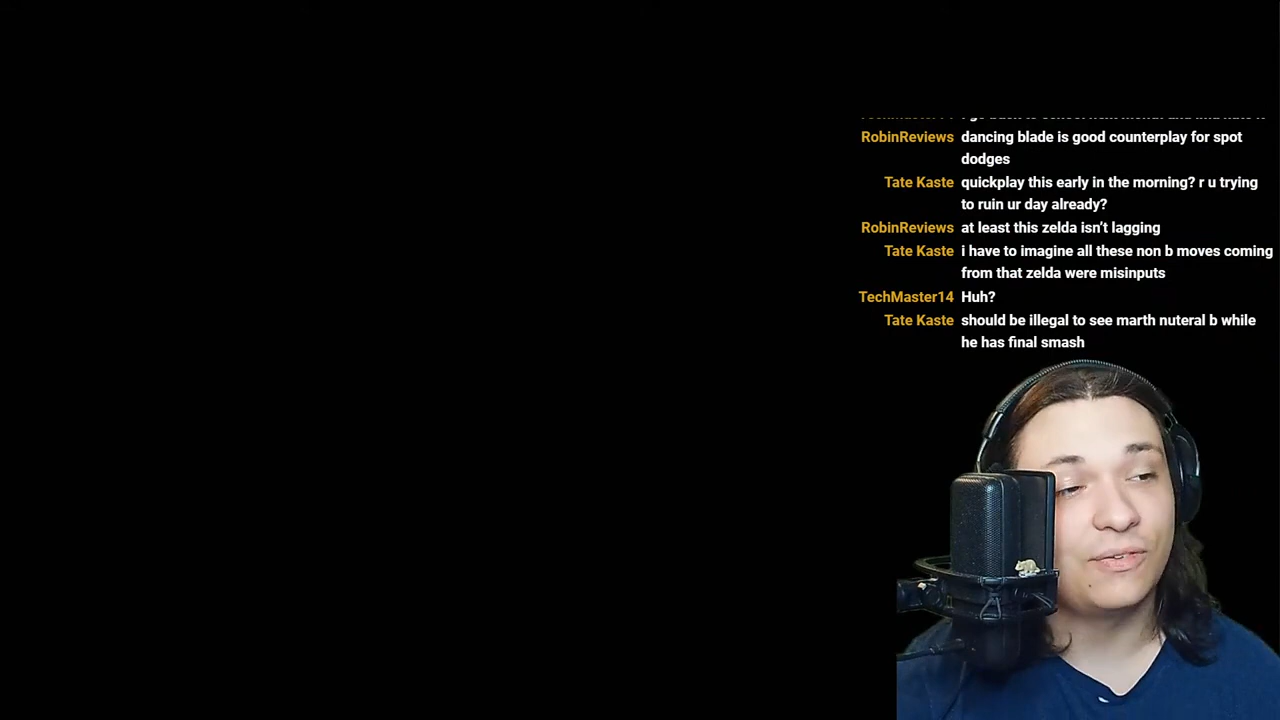 RobinReviews dancing blade is good counterplay for spot
dodges
Tate Kaste quickplay this early in the morning? r u trying
to ruin ur day already?
RobinReviews at least this zelda isn't lagging
Tate Kaste i have to imagine all these non b moves coming
from that zelda were misinputs
TechMaster14 Huh?
Tate Kaste should be illegal to see marth nuteral b while
he has final smash